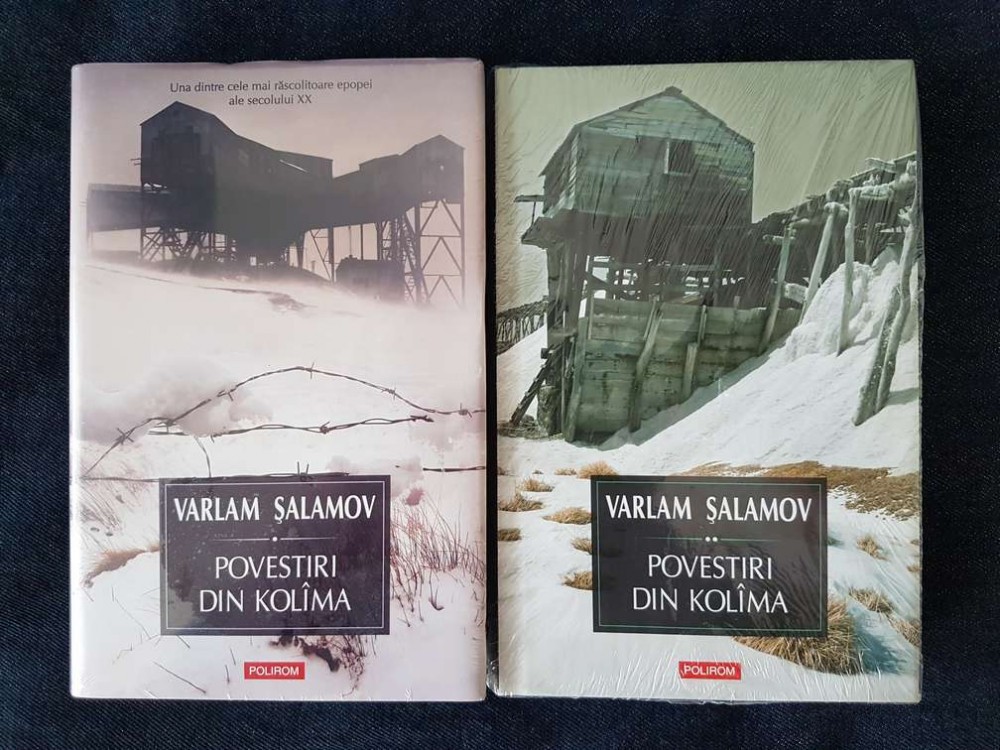 Una dintre cele mai răscolitoare epopei
ale secolului XX
VARLAM ŞALAMOV
•
POVESTIRI
DIN KOLÎMA
POLIROM
VARLAM ŞALAMOV
••
POVESTIRI
DIN KOLÎMA
POLIROM